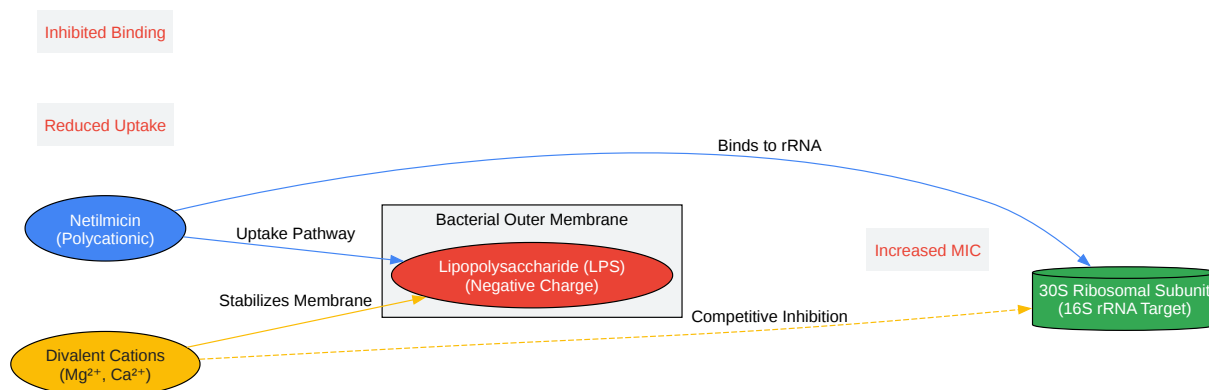 Inhibited Binding
Reduced Uptake
Binds to rRNA
Netilmicin
(Polycationic)
Uptake Pathway
Bacterial Outer Membrane
Lipopolysaccharide (LPS)
(Negative Charge)
Increased MIC
30S Ribosomal Subunit
(16S rRNA Target)
Stabilizes Membrane
Competitive Inhibition
Divalent Cations
(Mg²⁺, Ca²⁺)